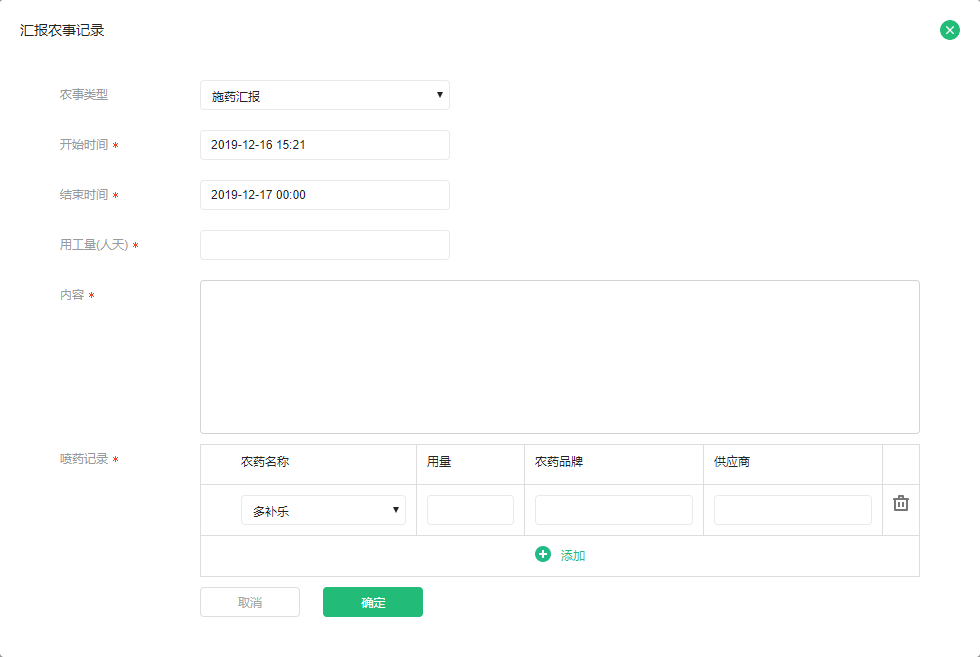 汇报农事记录
农事类型 施药汇报
开始时间 * 2019-12-16 15:21
结束时间 * 2019-12-17 00:00
用工量(人天) *
内容 *
喷药记录 * 农药名称 用量 农药品牌 供应商
多补乐
添加
取消 确定